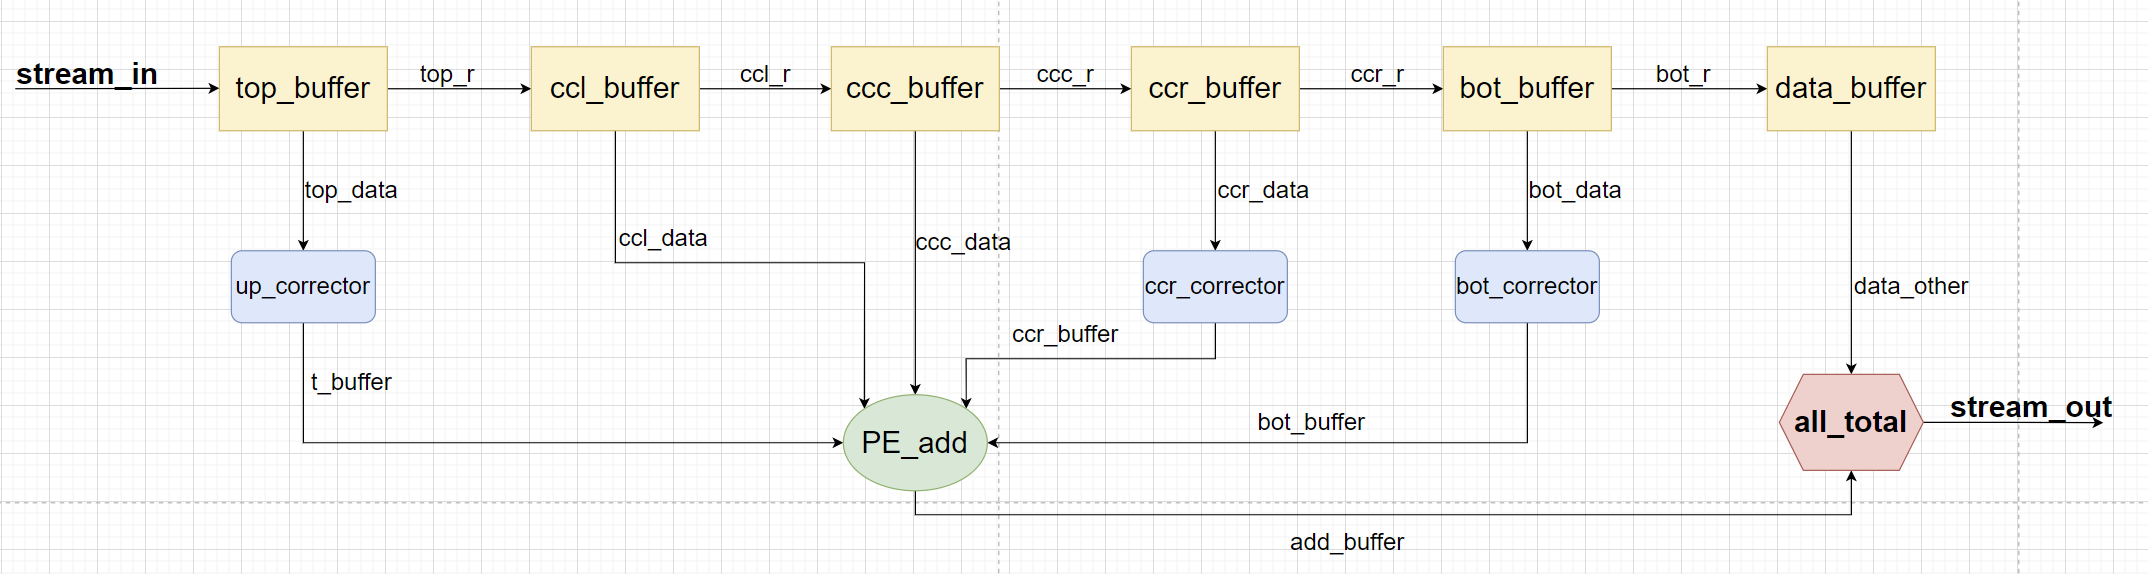 stream_in
top_buffer
top_r
ccl_buffer
ccl_r
ccc_buffer
ccc_r
ccr_buffer
ccr_r
bot_buffer
bot_r
data_buffer
top_data
ccl_data
ccc_data
ccr_data
bot_data
up_corrector
ccr_corrector
bot_corrector
data_other
ccr_buffer
t_buffer
bot_buffer
PE_add
all_total
stream_out
add_buffer